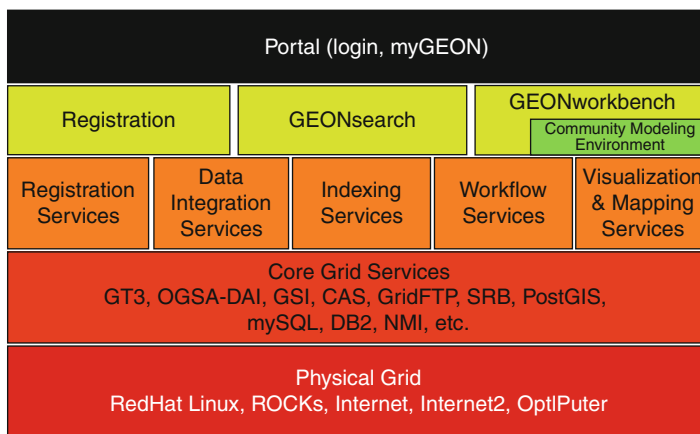 Portal (login, myGEON)
Registration
GEONsearch
GEONworkbench
Community Modeling
Environment
Registration
Services
Data
Integration
Services
Indexing
Services
Workflow
Services
Visualization
& Mapping
Services
Core Grid Services
GT3, OGSA-DAI, GSI, CAS, GridFTP, SRB, PostGIS,
mySQL, DB2, NMI, etc.
Physical Grid
RedHat Linux, ROCKs, Internet, Internet2, OptIPuter